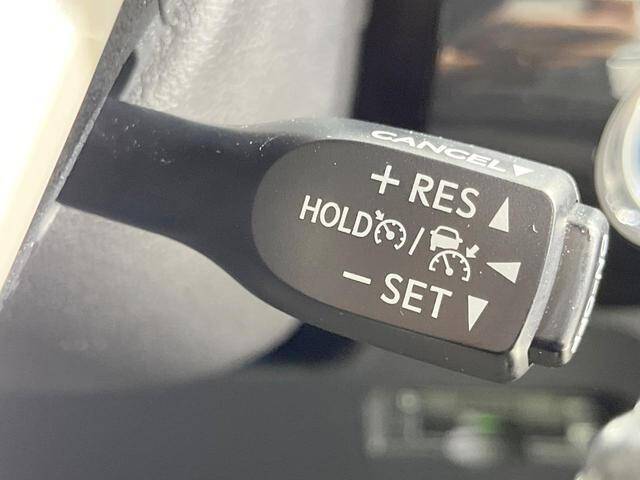 CANCEL▼
+ RES ▲
HOLD / ◀
− SET ▼